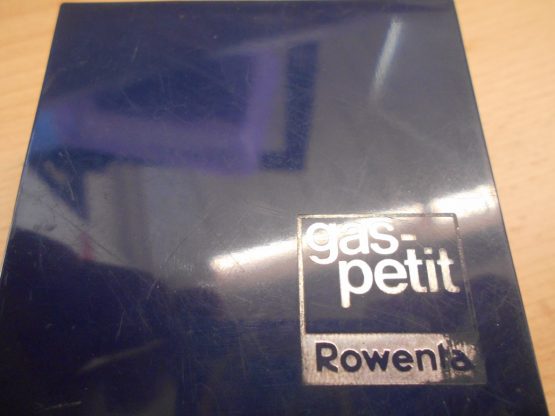 gas-
petit
Rowenta